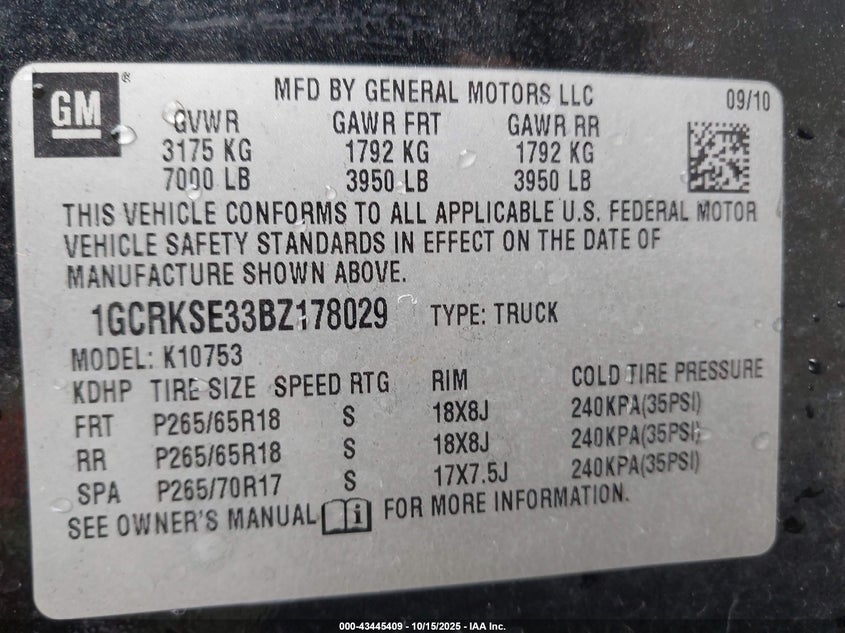 GM ®
MFD BY GENERAL MOTORS LLC 09/10
GVWR GAWR FRT GAWR RR
3175 KG 1792 KG 1792 KG
7000 LB 3950 LB 3950 LB
THIS VEHICLE CONFORMS TO ALL APPLICABLE U.S. FEDERAL MOTOR
VEHICLE SAFETY STANDARDS IN EFFECT ON THE DATE OF
MANUFACTURE SHOWN ABOVE.
1GCRKSE33BZ178029 TYPE: TRUCK
MODEL: K10753
KDHP TIRE SIZE SPEED RTG RIM COLD TIRE PRESSURE
FRT P265/65R18 S 18X8J 240KPA(35PSI)
RR P265/65R18 S 18X8J 240KPA(35PSI)
SPA P265/70R17 S 17X7.5J 240KPA(35PSI)
SEE OWNER'S MANUAL i FOR MORE INFORMATION.
000-43445409 - 10/15/2025 - IAA Inc.